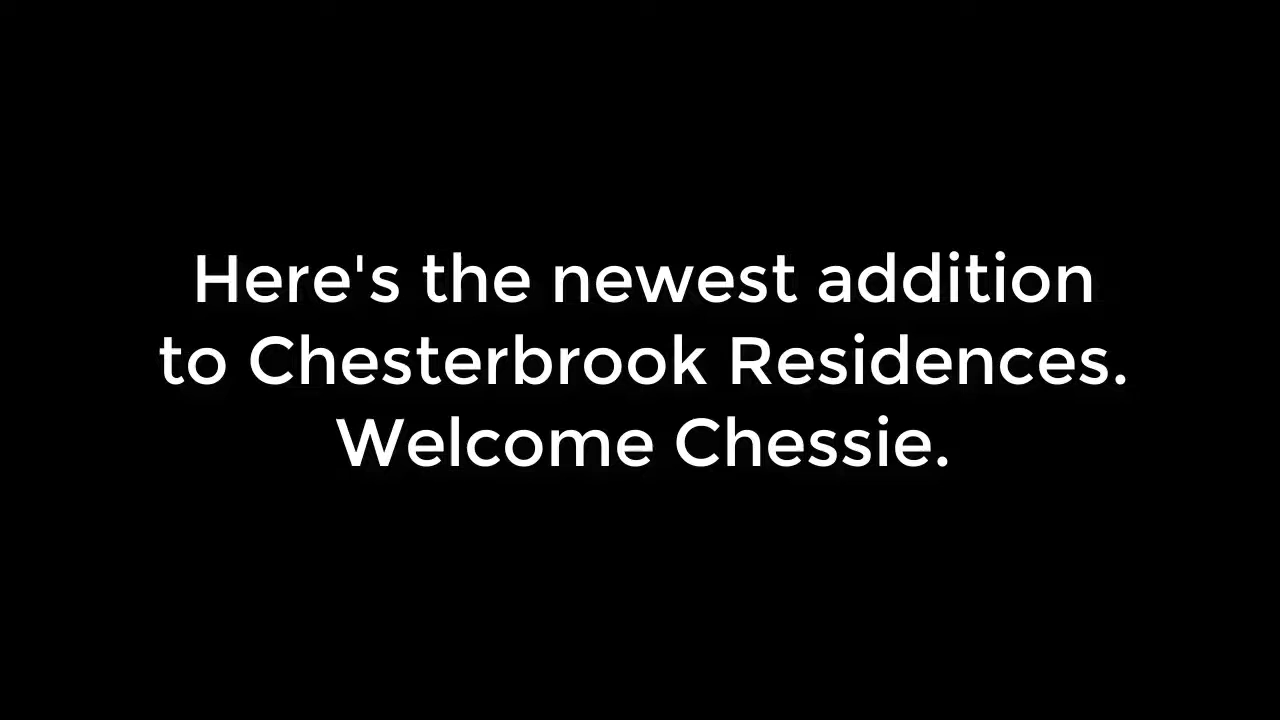 Here's the newest addition
to Chesterbrook Residences.
Welcome Chessie.